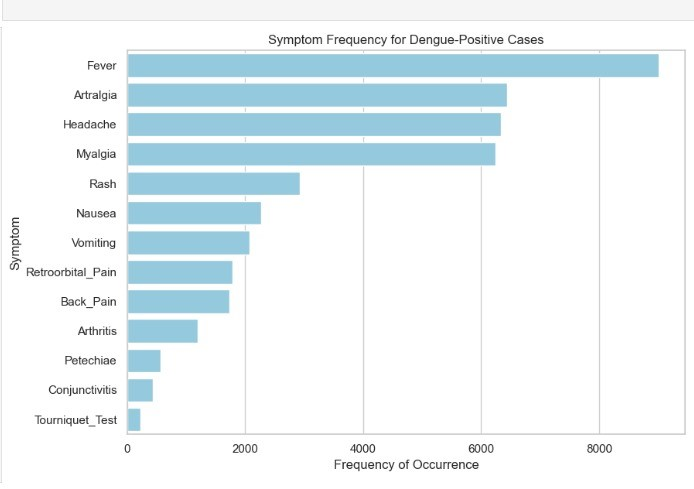 Symptom Frequency for Dengue-Positive Cases
Symptom
Fever
Artralgia
Headache
Myalgia
Rash
Nausea
Vomiting
Retroorbital_Pain
Back_Pain
Arthritis
Petechiae
Conjunctivitis
Tourniquet_Test
0 2000 4000 6000 8000
Frequency of Occurrence